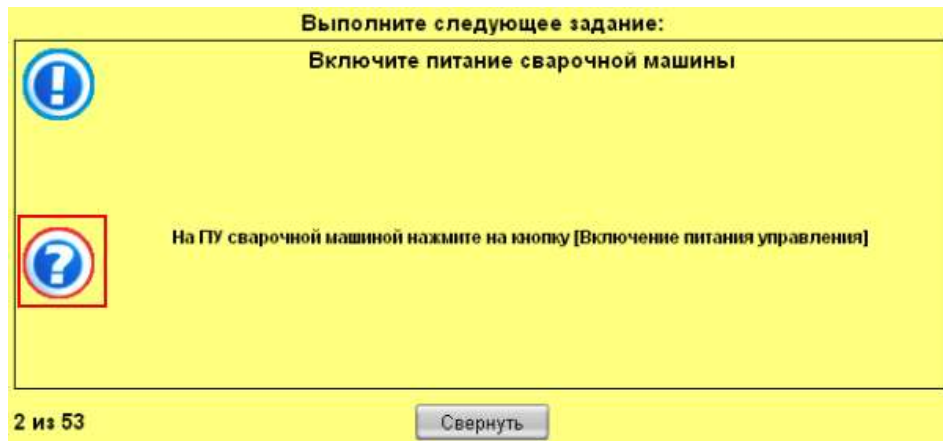 Выполните следующее задание:
Включите питание сварочной машины
На ПУ сварочной машиной нажмите на кнопку [Включение питания управления]
2 из 53
Свернуть